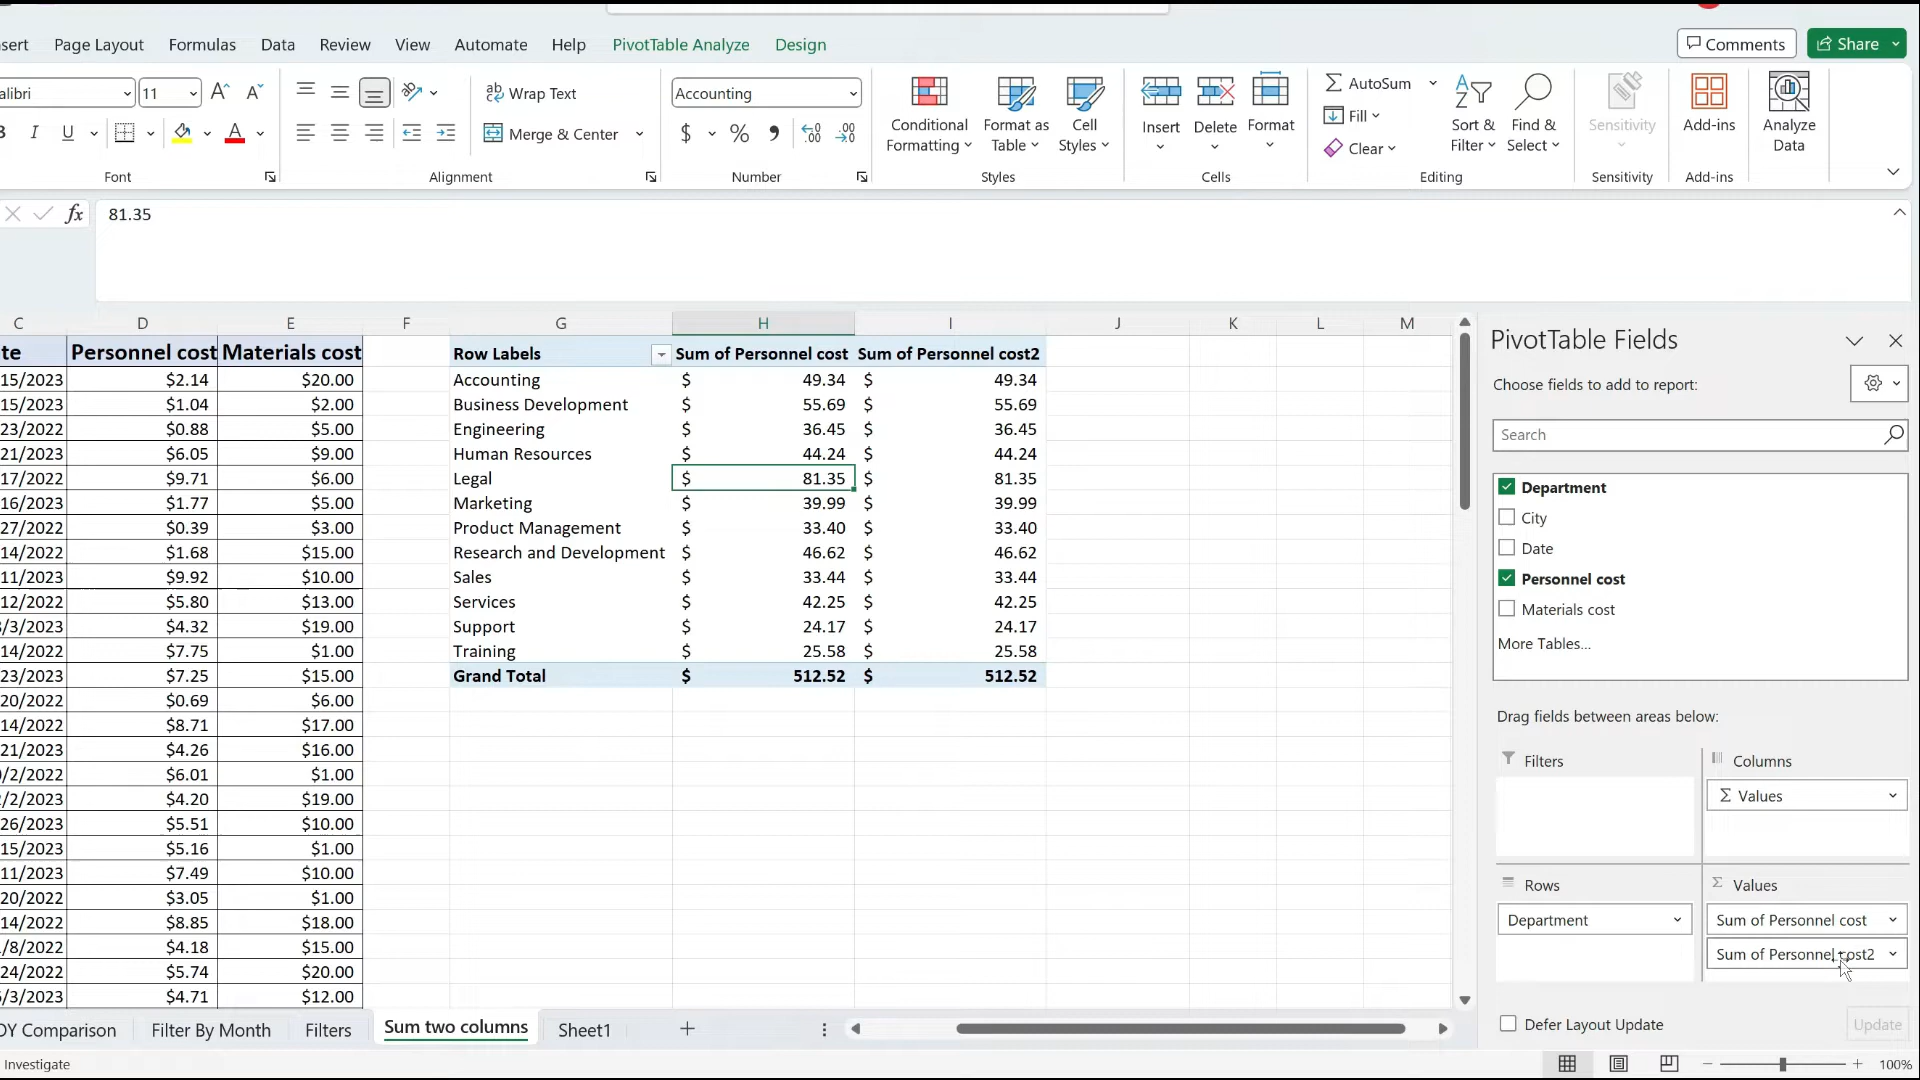 sert Page Layout Formulas Data Review View Automate Help PivotTable Analyze Design Comments Share
alibri 11 A A Wrap Text Accounting AutoSum
B I U A Merge & Center $ % Conditional Formatting Format as Table Cell Styles Insert Delete Format Fill Clear Sort & Filter Find & Select Sensitivity Add-ins Analyze Data
Font Alignment Number Styles Cells Editing Sensitivity Add-ins
fx 81.35
C D E F G H I J K L M
te Personnel cost Materials cost Row Labels Sum of Personnel cost Sum of Personnel cost2
15/2023 $2.14 $20.00 Accounting $ 49.34 $ 49.34
15/2023 $1.04 $2.00 Business Development $ 55.69 $ 55.69
23/2022 $0.88 $5.00 Engineering $ 36.45 $ 36.45
21/2023 $6.05 $9.00 Human Resources $ 44.24 $ 44.24
17/2022 $9.71 $6.00 Legal $ 81.35 $ 81.35
16/2023 $1.77 $5.00 Marketing $ 39.99 $ 39.99
27/2022 $0.39 $3.00 Product Management $ 33.40 $ 33.40
14/2022 $1.68 $15.00 Research and Development $ 46.62 $ 46.62
11/2023 $9.92 $10.00 Sales $ 33.44 $ 33.44
12/2022 $5.80 $13.00 Services $ 42.25 $ 42.25
/3/2023 $4.32 $19.00 Support $ 24.17 $ 24.17
14/2022 $7.75 $1.00 Training $ 25.58 $ 25.58
23/2023 $7.25 $15.00 Grand Total $ 512.52 $ 512.52
20/2022 $0.69 $6.00
14/2022 $8.71 $17.00
21/2023 $4.26 $16.00
/2/2022 $6.01 $1.00
/2/2023 $4.20 $19.00
26/2023 $5.51 $10.00
15/2023 $5.16 $1.00
11/2023 $7.49 $10.00
20/2022 $3.05 $1.00
14/2022 $8.85 $18.00
/8/2022 $4.18 $15.00
24/2022 $5.74 $20.00
/3/2023 $4.71 $12.00
PivotTable Fields
Choose fields to add to report:
Search
Department
City
Date
Personnel cost
Materials cost
More Tables...
Drag fields between areas below:
Filters Columns
Σ Values
Rows Σ Values
Department Sum of Personnel cost
Sum of Personnel cost2
Defer Layout Update Update
OY Comparison Filter By Month Filters Sum two columns Sheet1 +
Investigate 100%